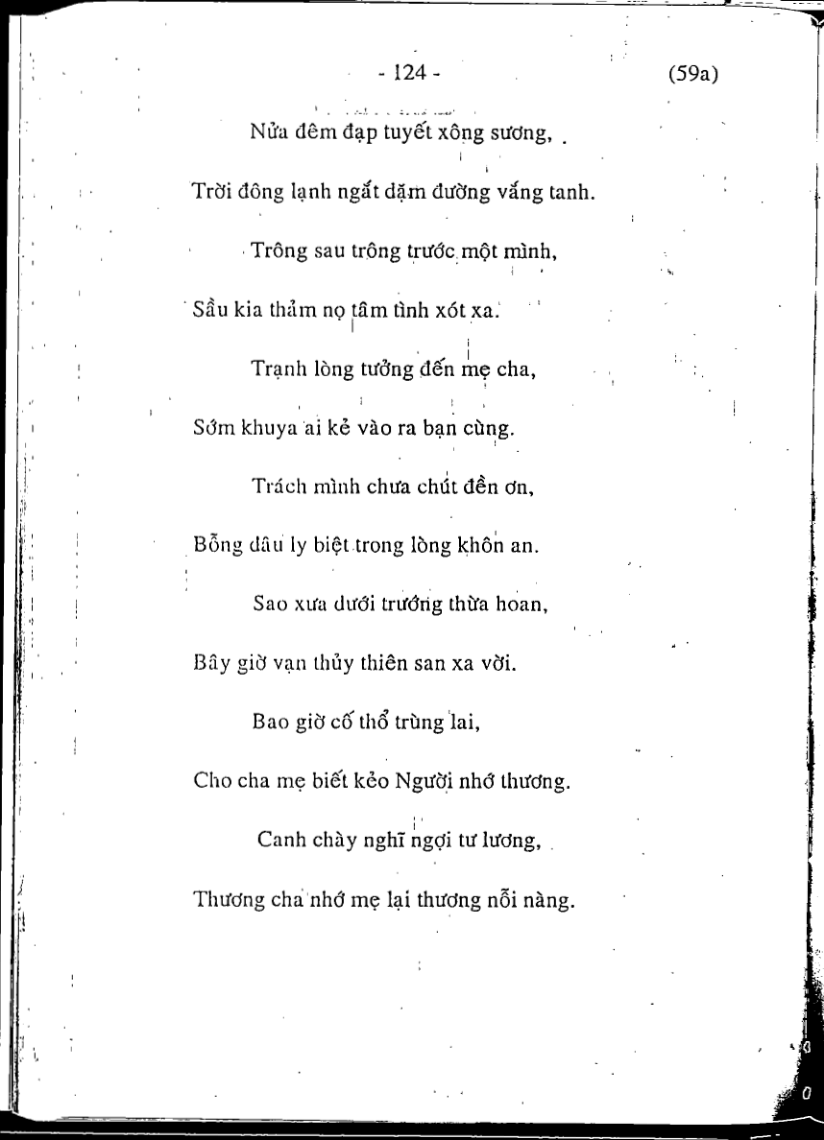 - 124 - (59a)
Nửa đêm đạp tuyết xông sương,
Trời đông lạnh ngắt dặm đường vắng tanh.
Trông sau trông trước một mình,
Sầu kia thảm nọ tâm tình xót xa.
Trạnh lòng tưởng đến mẹ cha,
Sớm khuya ai kẻ vào ra bạn cùng.
Trách mình chưa chút đền ơn,
Bỗng dâu ly biệt trong lòng khôn an.
Sao xưa dưới trướng thừa hoan,
Bây giờ vạn thủy thiên san xa vời.
Bao giờ cố thổ trùng lai,
Cho cha mẹ biết kẻo Người nhớ thương.
Canh chày nghĩ ngợi tư lương,
Thương cha nhớ mẹ lại thương nỗi nàng.